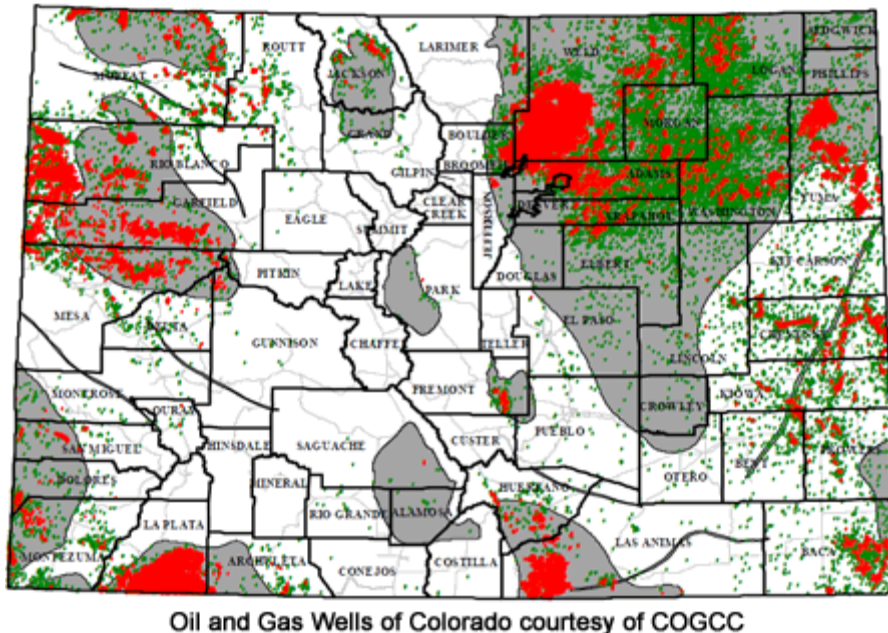 SEDGWICK
ROUTT
LARIMER
WELD
LOGAN
MOFFAT
JACKSON
PHILLIPS
GRAND
BOULDER
MORGAN
RIO BLANCO
GILPIN
BROOMFI
ADAMS
GARFIELD
CLEAR CREEK
DENVER
ARAPAHOE
WASHINGTON
YUMA
EAGLE
SUMMIT
JEFFERSON
PITKIN
LAKE
PARK
DOUGLAS
ELBERT
KIT CARSON
MESA
DELTA
GUNNISON
CHAFFE
TELLER
EL PASO
LINCOLN
CHEYENNE
MONTROSE
FREMONT
CROWLEY
KIOWA
OURAY
SAN MIGUEL
HINSDALE
SAGUACHE
CUSTER
PUEBLO
BENT
PROWERS
DOLORES
MINERAL
OTERO
HUERFANO
LA PLATA
RIO GRANDE
ALAMOSA
LAS ANIMAS
MONTEZUMA
ARCHULETA
CONEJOS
COSTILLA
BACA
Oil and Gas Wells of Colorado courtesy of COGCC